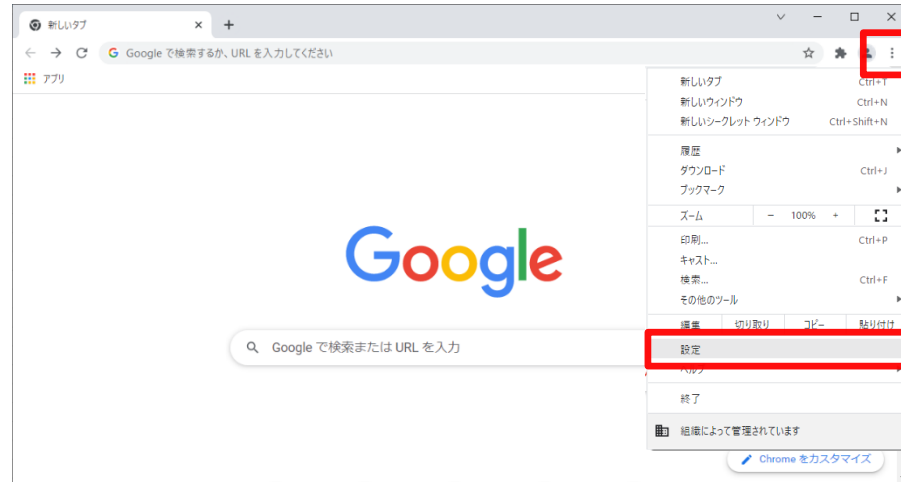 新しいタブ
Google で検索するか、URL を入力してください
アプリ
新しいタブ Ctrl+T
新しいウィンドウ Ctrl+N
新しいシークレット ウィンドウ Ctrl+Shift+N
履歴
ダウンロード Ctrl+J
ブックマーク
ズーム - 100% +
印刷... Ctrl+P
キャスト...
検索... Ctrl+F
その他のツール
編集 切り取り コピー 貼り付け
設定
ヘルプ
終了
組織によって管理されています
Google
Google で検索または URL を入力
Chrome をカスタマイズ